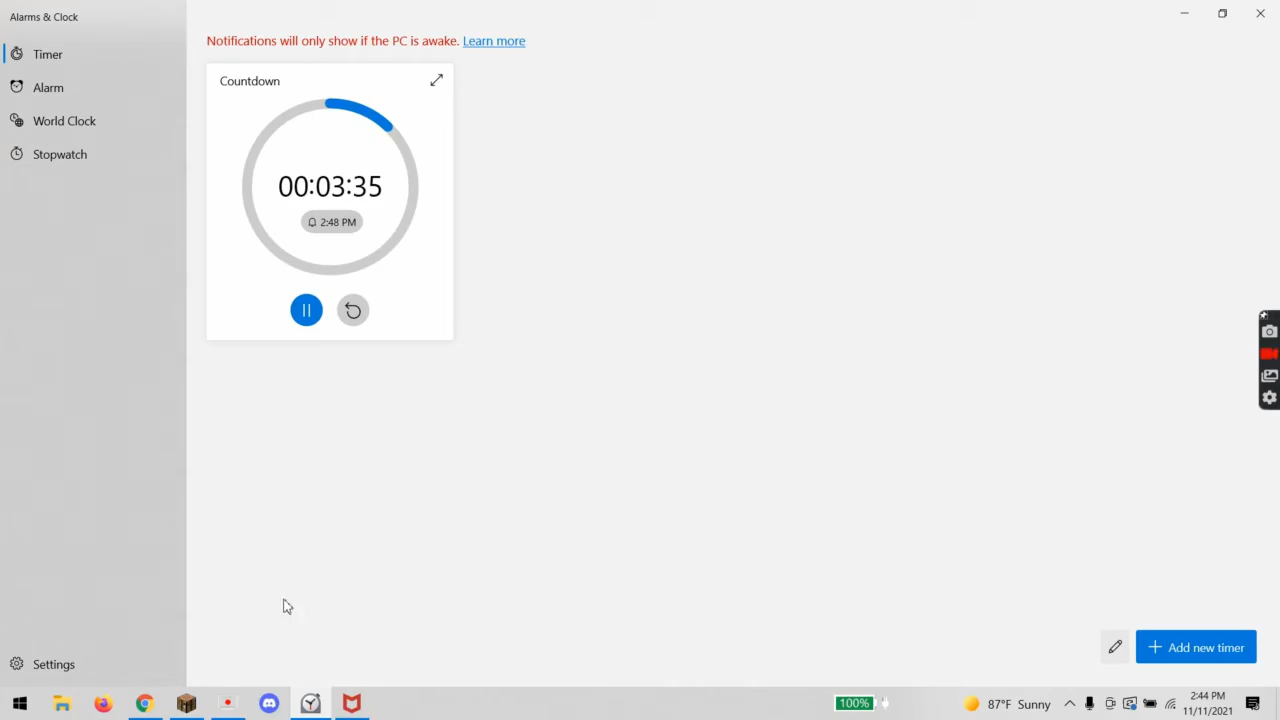 Alarms & Clock
Notifications will only show if the PC is awake. Learn more
Timer
Countdown
Alarm
World Clock
Stopwatch
00:03:35
2:48 PM
Settings
Add new timer
100%
87°F Sunny
2:44 PM
11/11/2021